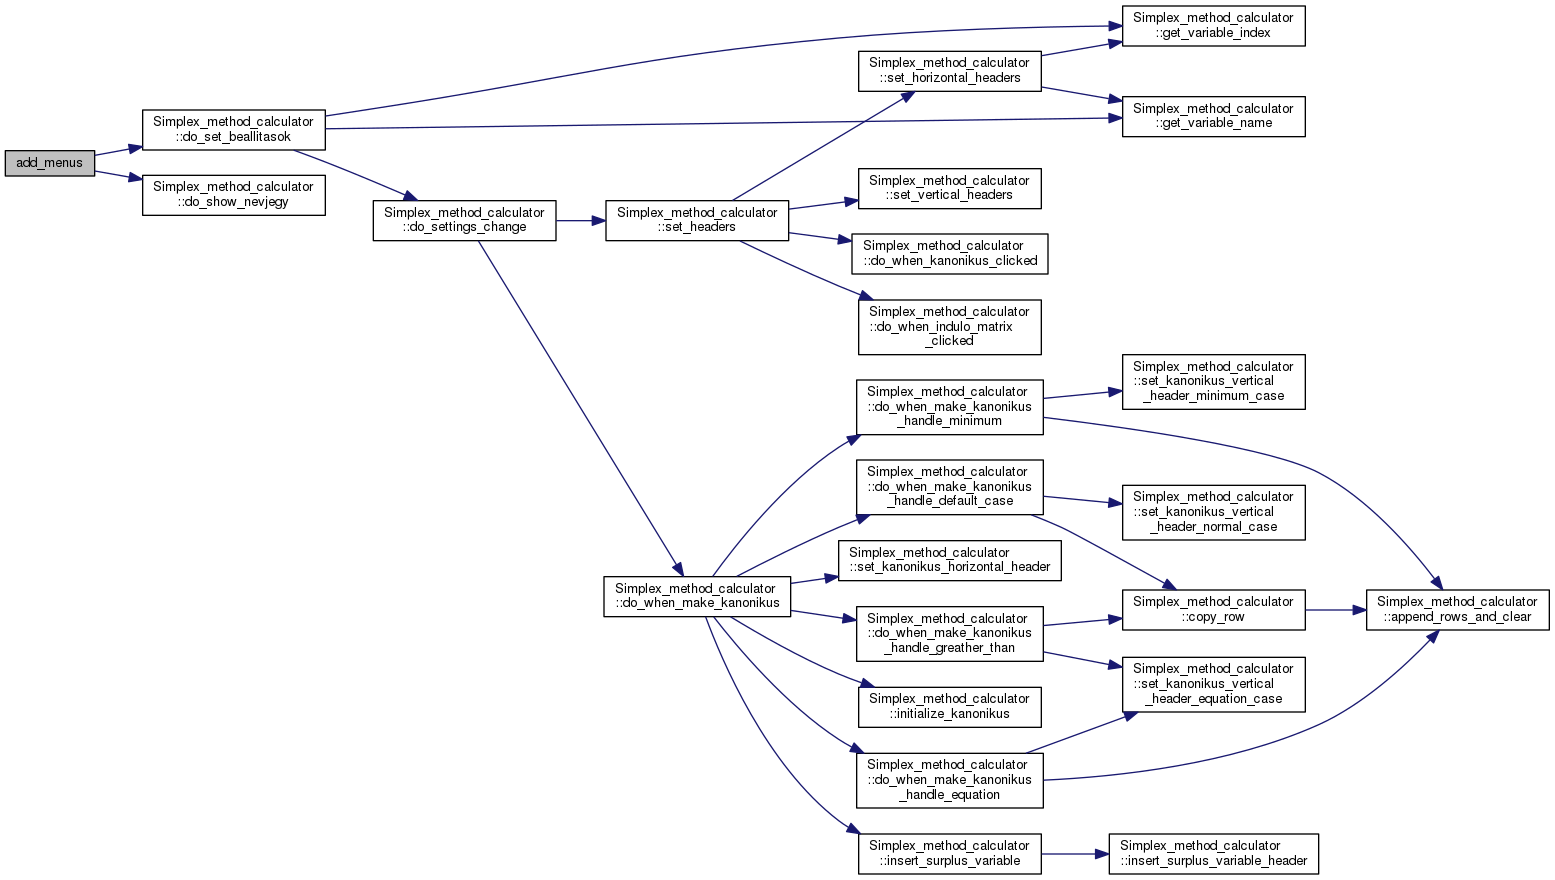 add_menus
Simplex_method_calculator
::do_set_beallitasok
Simplex_method_calculator
::do_show_nevjegy
Simplex_method_calculator
::do_settings_change
Simplex_method_calculator
::set_headers
Simplex_method_calculator
::do_when_make_kanonikus
Simplex_method_calculator
::set_horizontal_headers
Simplex_method_calculator
::set_vertical_headers
Simplex_method_calculator
::do_when_kanonikus_clicked
Simplex_method_calculator
::do_when_indulo_matrix
_clicked
Simplex_method_calculator
::do_when_make_kanonikus
_handle_minimum
Simplex_method_calculator
::do_when_make_kanonikus
_handle_default_case
Simplex_method_calculator
::set_kanonikus_horizontal_header
Simplex_method_calculator
::do_when_make_kanonikus
_handle_greather_than
Simplex_method_calculator
::initialize_kanonikus
Simplex_method_calculator
::do_when_make_kanonikus
_handle_equation
Simplex_method_calculator
::insert_surplus_variable
Simplex_method_calculator
::get_variable_index
Simplex_method_calculator
::get_variable_name
Simplex_method_calculator
::set_kanonikus_vertical
_header_minimum_case
Simplex_method_calculator
::set_kanonikus_vertical
_header_normal_case
Simplex_method_calculator
::copy_row
Simplex_method_calculator
::set_kanonikus_vertical
_header_equation_case
Simplex_method_calculator
::insert_surplus_variable_header
Simplex_method_calculator
::append_rows_and_clear